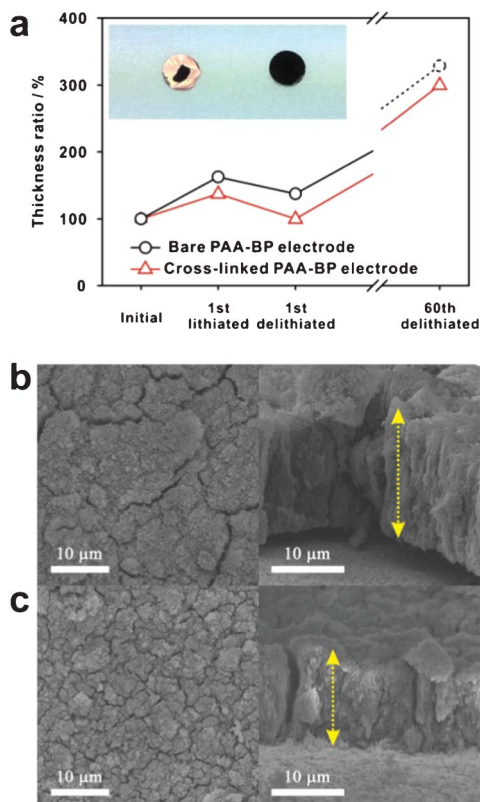 a
400
300
200
100
0
Thickness ratio / %
Bare PAA-BP electrode
Cross-linked PAA-BP electrode
Initial
1st lithiated
1st delithiated
60th delithiated
b
10 µm
10 µm
c
10 µm
10 µm